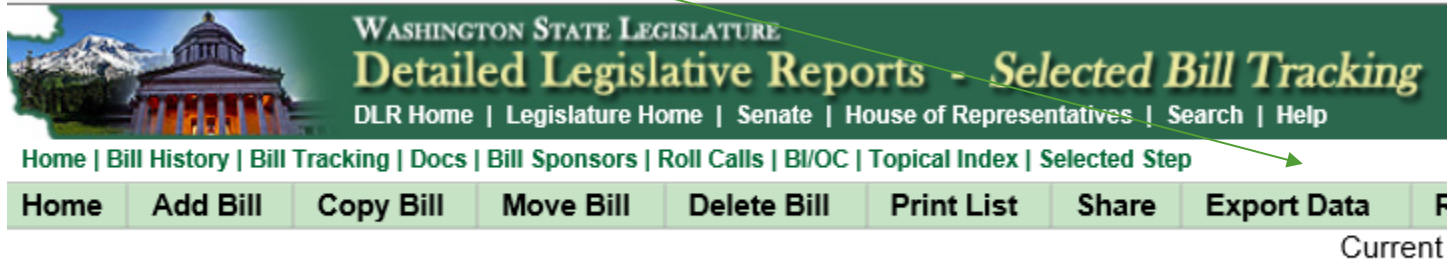 WASHINGTON STATE LEGISLATURE
Detailed Legislative Reports - Selected Bill Tracking
DLR Home | Legislature Home | Senate | House of Representatives | Search | Help
Home | Bill History | Bill Tracking | Docs | Bill Sponsors | Roll Calls | BI/OC | Topical Index | Selected Step
Home Add Bill Copy Bill Move Bill Delete Bill Print List Share Export Data
Current